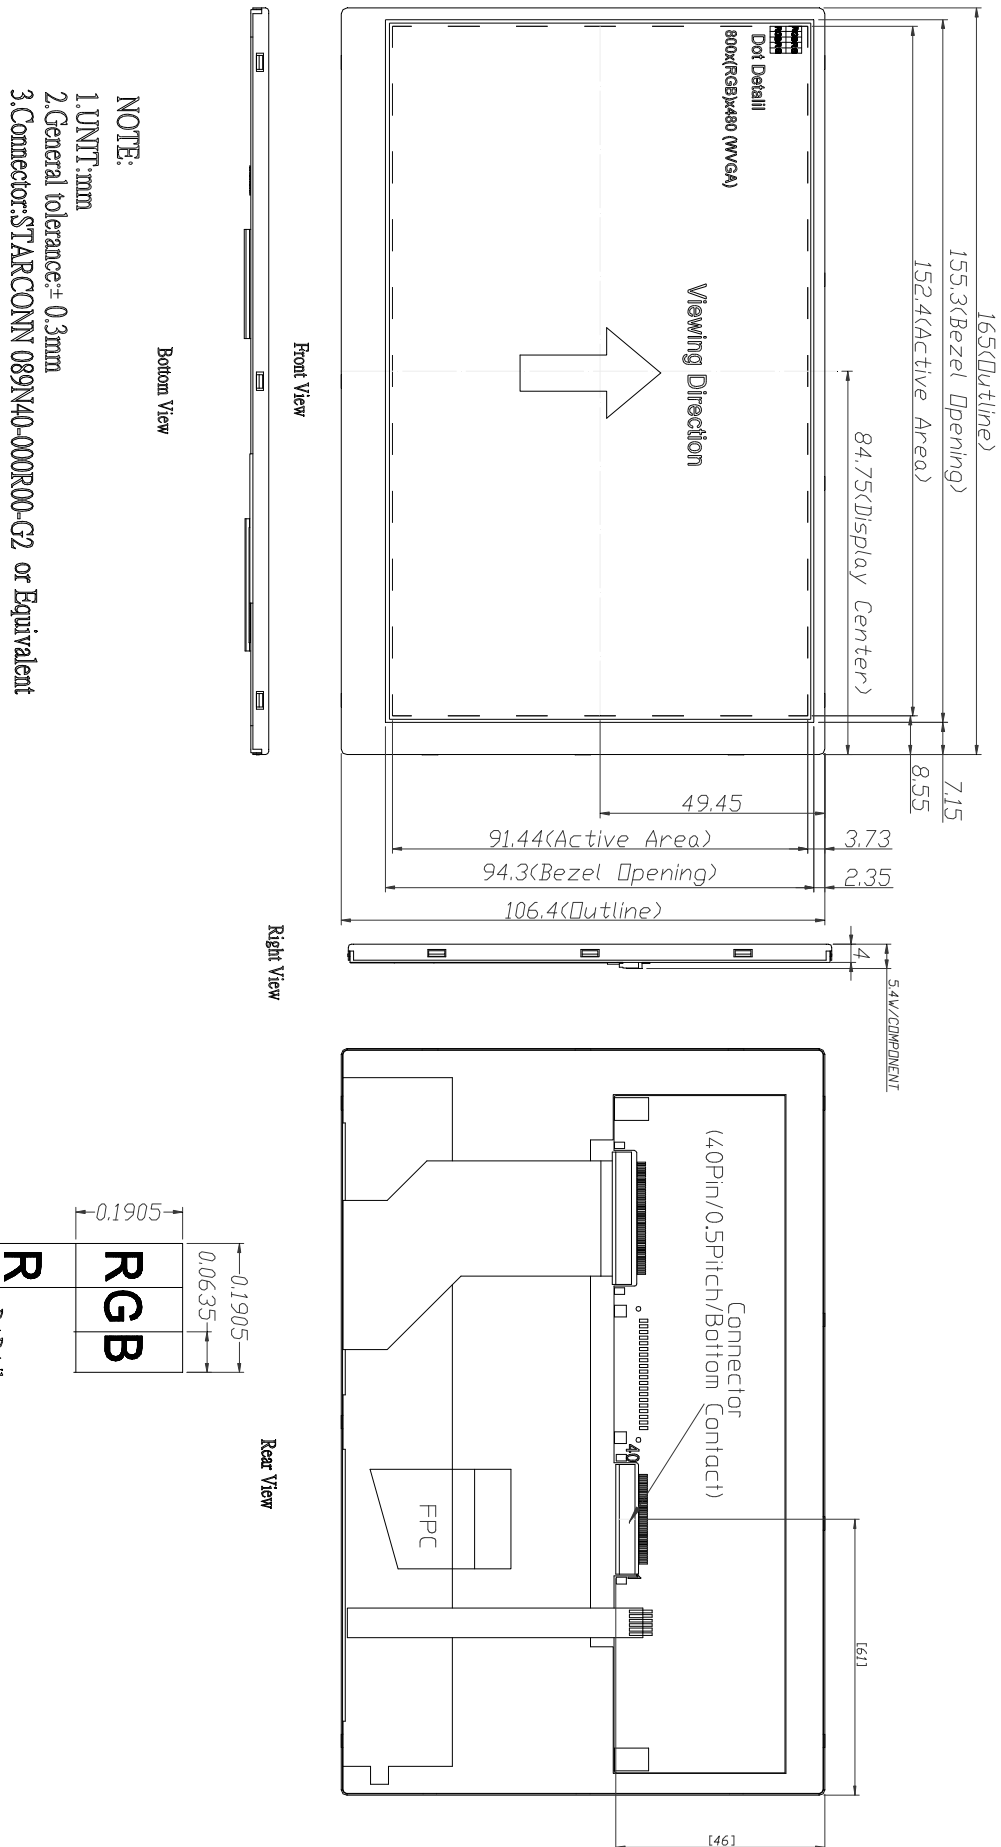 165(Outline)
155.3(Bezel Opening)
152.4(Active Area)
84.75(Display Center)
7.15
8.55
Dot Detail
800x(RGB)x480 (WVGA)
Viewing Direction
49.45
91.44(Active Area)
94.3(Bezel Opening)
106.4(Outline)
3.73
2.35
Front View
4
5.4W/COMPONENT
Right View
Connector
(40Pin/0.5Pitch/Bottom Contact)
40
FPC
[61]
[46]
Rear View
Bottom View
NOTE:
1.UNIT:mm
2.General tolerance:± 0.3mm
3.Connector:STARCONN 089N40-000R00-G2 or Equivalent
0.1905
0.0635
0.1905
R G B
R